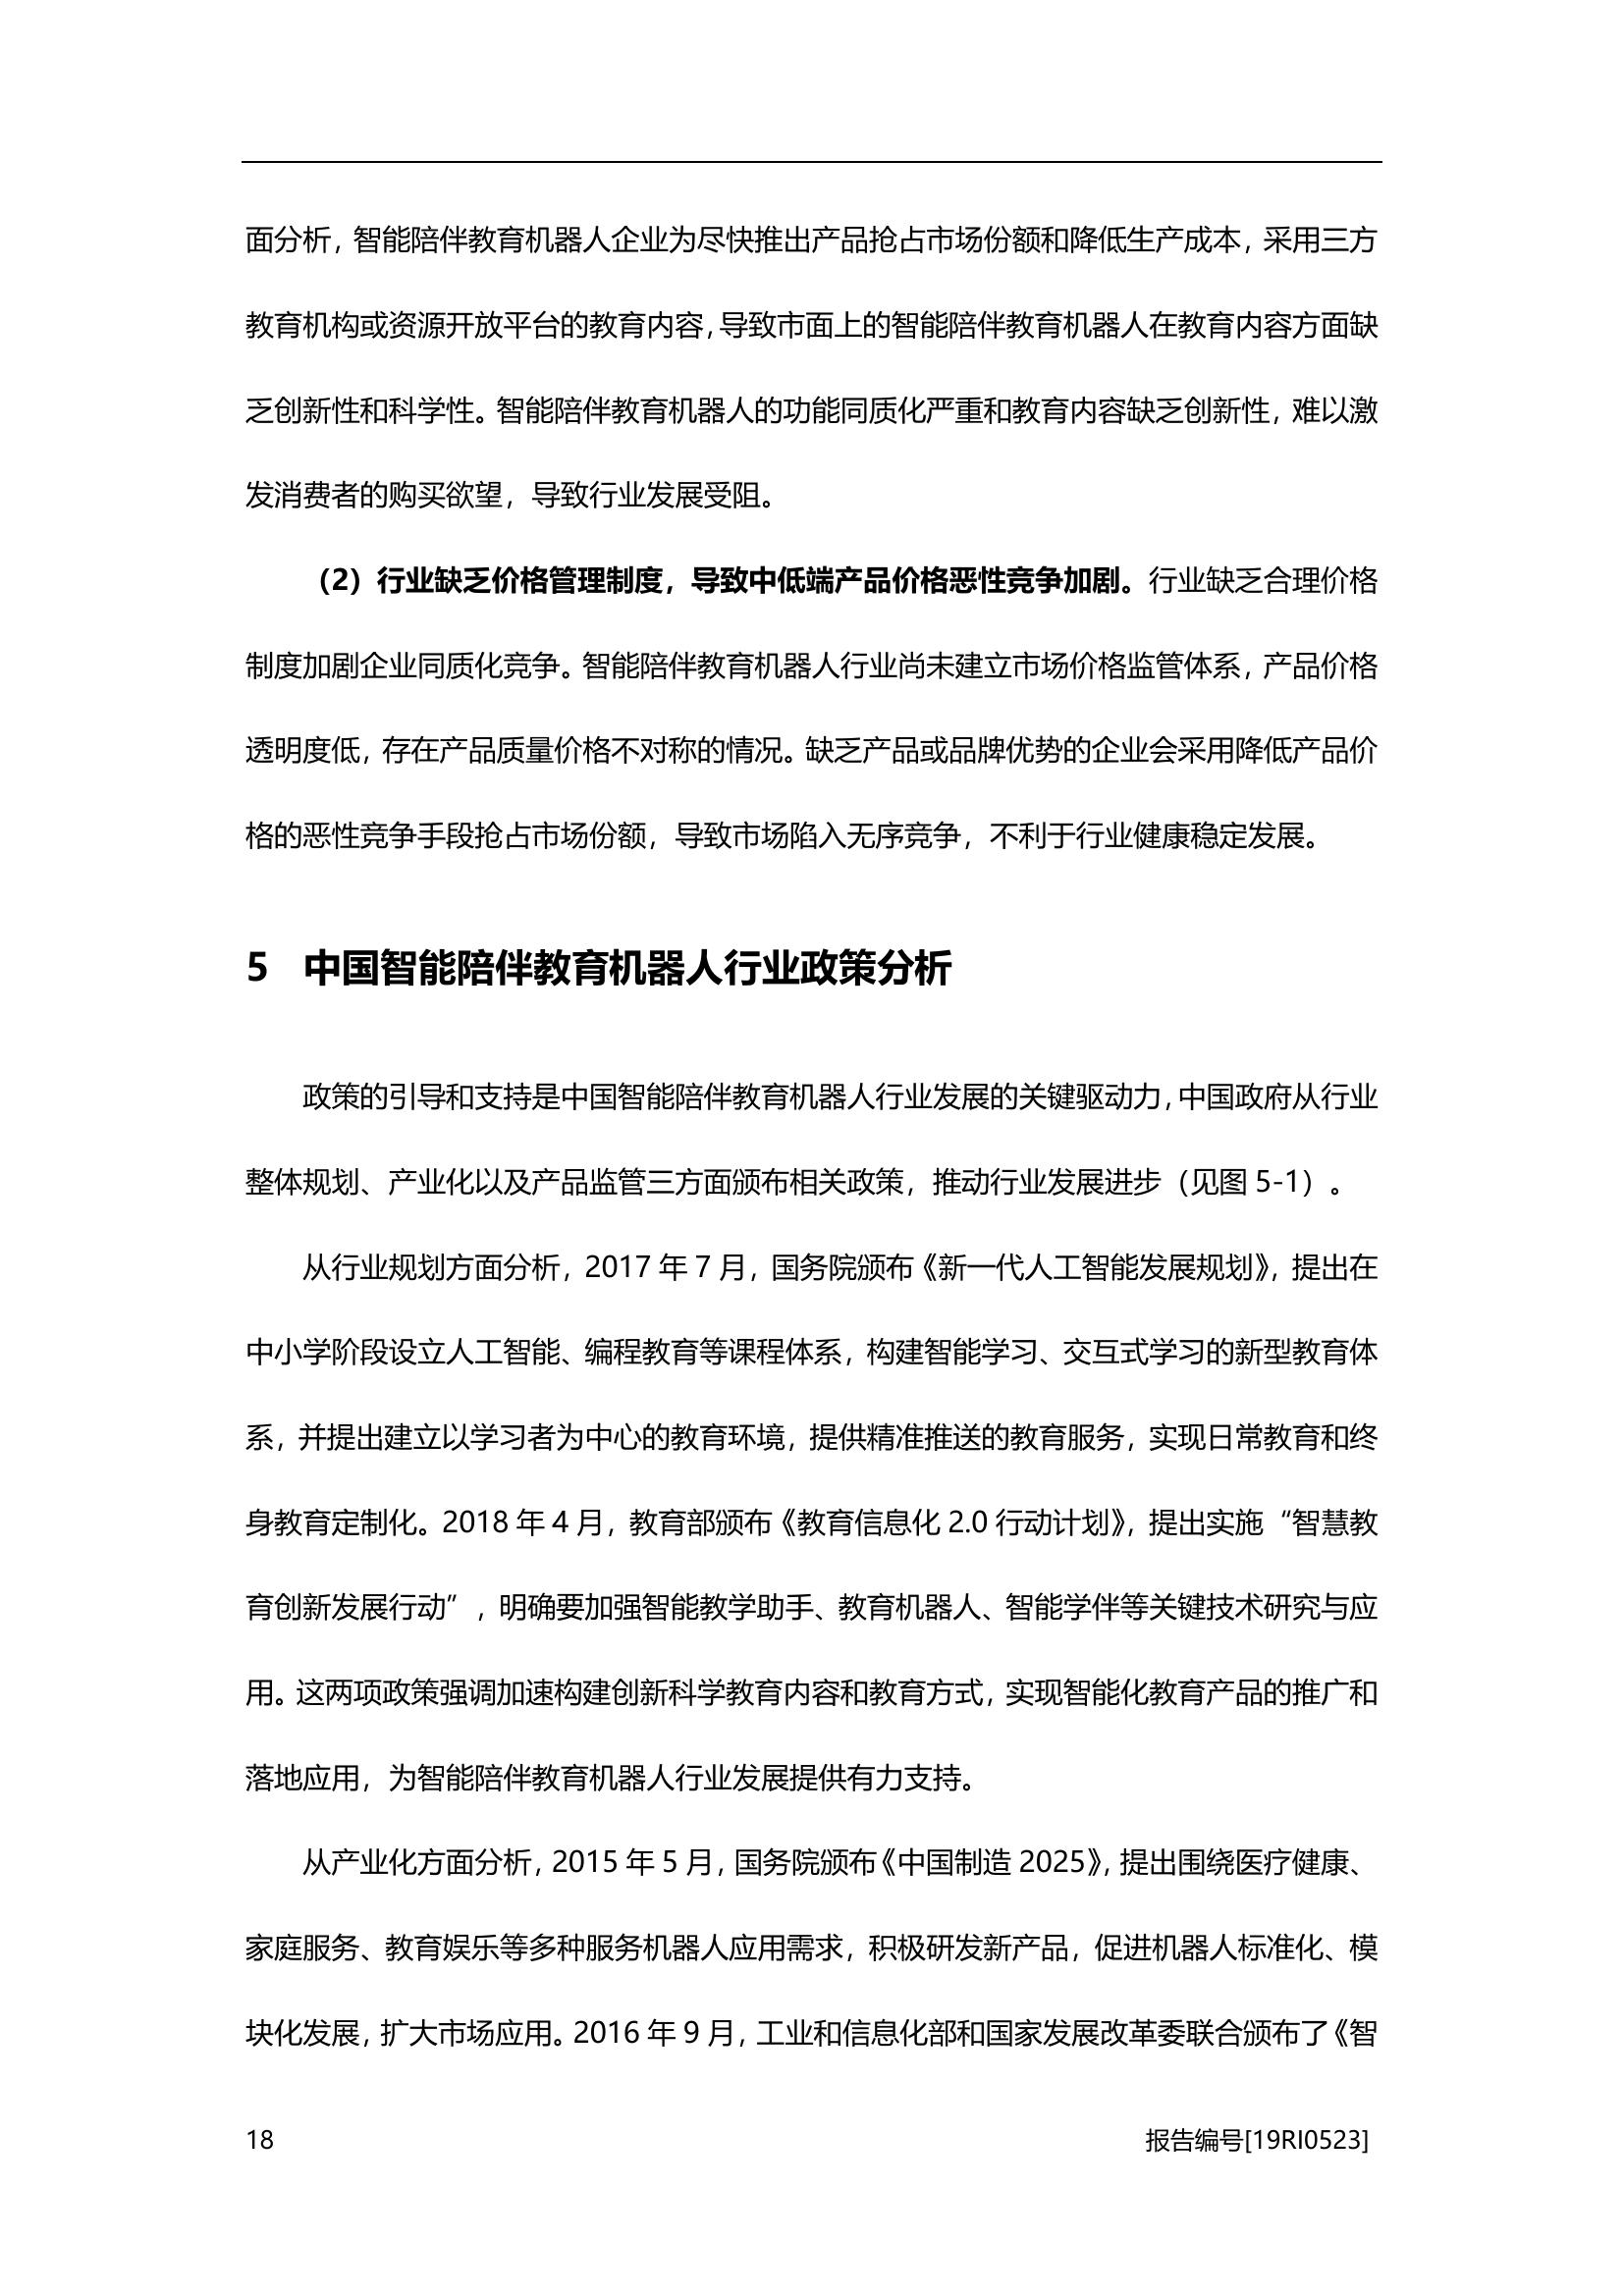 面分析，智能陪伴教育机器人企业为尽快推出产品抢占市场份额和降低生产成本，采用三方
教育机构或资源开放平台的教育内容，导致市面上的智能陪伴教育机器人在教育内容方面缺
乏创新性和科学性。智能陪伴教育机器人的功能同质化严重和教育内容缺乏创新性，难以激
发消费者的购买欲望，导致行业发展受阻。
（2）行业缺乏价格管理制度，导致中低端产品价格恶性竞争加剧。行业缺乏合理价格
制度加剧企业同质化竞争。智能陪伴教育机器人行业尚未建立市场价格监管体系，产品价格
透明度低，存在产品质量价格不对称的情况。缺乏产品或品牌优势的企业会采用降低产品价
格的恶性竞争手段抢占市场份额，导致市场陷入无序竞争，不利于行业健康稳定发展。
5 中国智能陪伴教育机器人行业政策分析
政策的引导和支持是中国智能陪伴教育机器人行业发展的关键驱动力，中国政府从行业
整体规划、产业化以及产品监管三方面颁布相关政策，推动行业发展进步（见图 5-1）。
从行业规划方面分析，2017 年 7 月，国务院颁布《新一代人工智能发展规划》，提出在
中小学阶段设立人工智能、编程教育等课程体系，构建智能学习、交互式学习的新型教育体
系，并提出建立以学习者为中心的教育环境，提供精准推送的教育服务，实现日常教育和终
身教育定制化。2018 年 4 月，教育部颁布《教育信息化 2.0 行动计划》，提出实施“智慧教
育创新发展行动”，明确要加强智能教学助手、教育机器人、智能学伴等关键技术研究与应
用。这两项政策强调加速构建创新科学教育内容和教育方式，实现智能化教育产品的推广和
落地应用，为智能陪伴教育机器人行业发展提供有力支持。
从产业化方面分析，2015 年 5 月，国务院颁布《中国制造 2025》，提出围绕医疗健康、
家庭服务、教育娱乐等多种服务机器人应用需求，积极研发新产品，促进机器人标准化、模
块化发展，扩大市场应用。2016 年 9 月，工业和信息化部和国家发展改革委联合颁布了《智
18 报告编号[19RI0523]